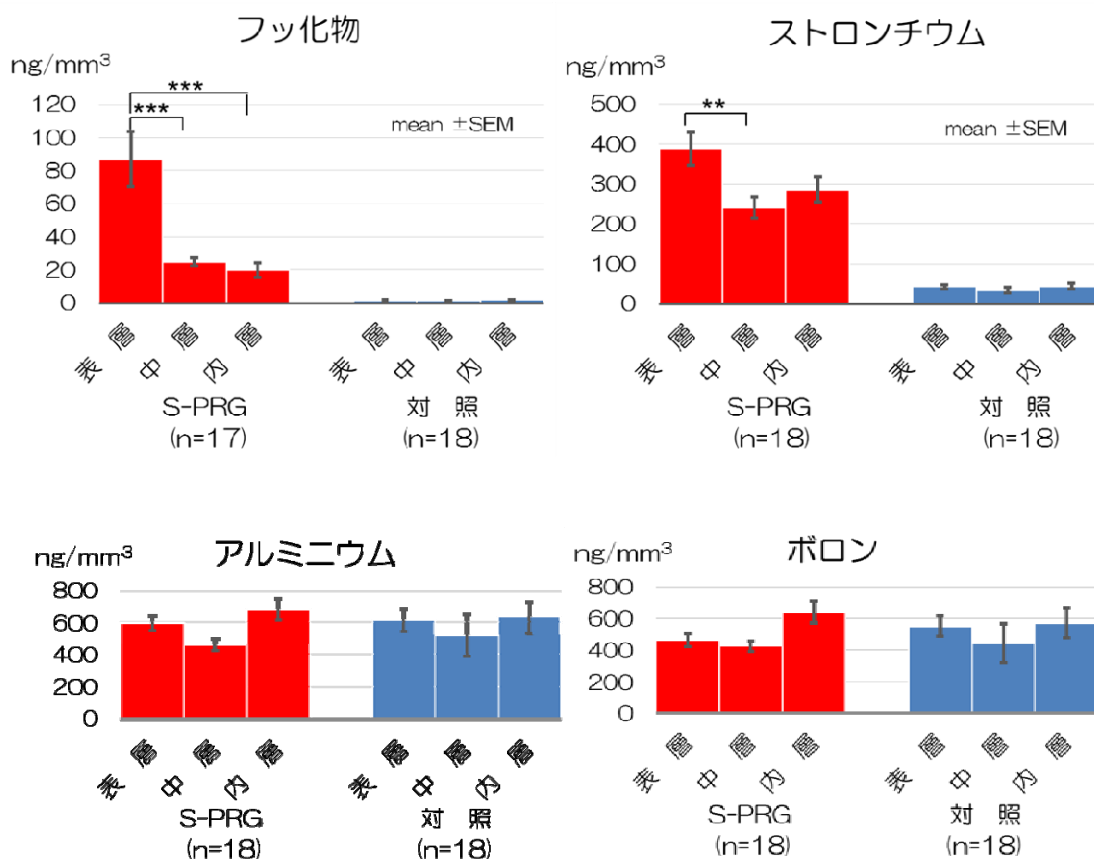 フッ化物
ng/mm³
120
100
80
60
40
20
0
***
***
mean ±SEM
表層
中層
内層
表層
中層
内層
S-PRG
対 照
(n=17)
(n=18)
ストロンチウム
ng/mm³
500
400
300
200
100
0
**
mean ±SEM
表層
中層
内層
表層
中層
内層
S-PRG
対 照
(n=18)
(n=18)
アルミニウム
ng/mm³
800
600
400
200
0
表層
中層
内層
表層
中層
内層
S-PRG
対 照
(n=18)
(n=18)
ボロン
ng/mm³
800
600
400
200
0
表層
中層
内層
表層
中層
内層
S-PRG
対 照
(n=18)
(n=18)